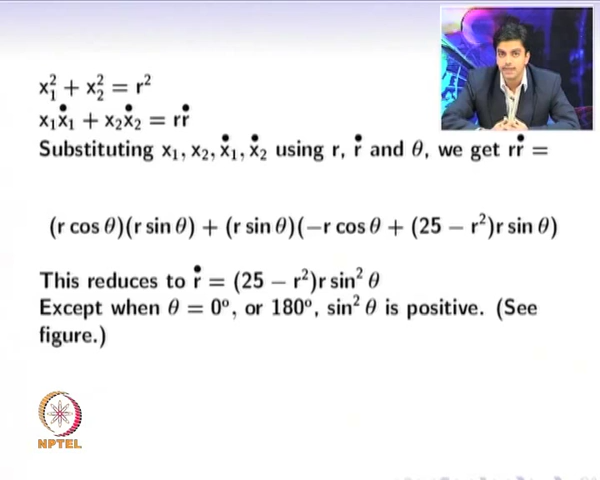 x₁² + x₂² = r²
x₁ẋ₁ + x₂ẋ₂ = rṙ
Substituting x₁, x₂, ẋ₁, ẋ₂ using r, ṙ and θ, we get rṙ =
(r cos θ)(r sin θ) + (r sin θ)(−r cos θ + (25 − r²)r sin θ)
This reduces to ṙ = (25 − r²)r sin² θ
Except when θ = 0°, or 180°, sin² θ is positive. (See
figure.)
NPTEL